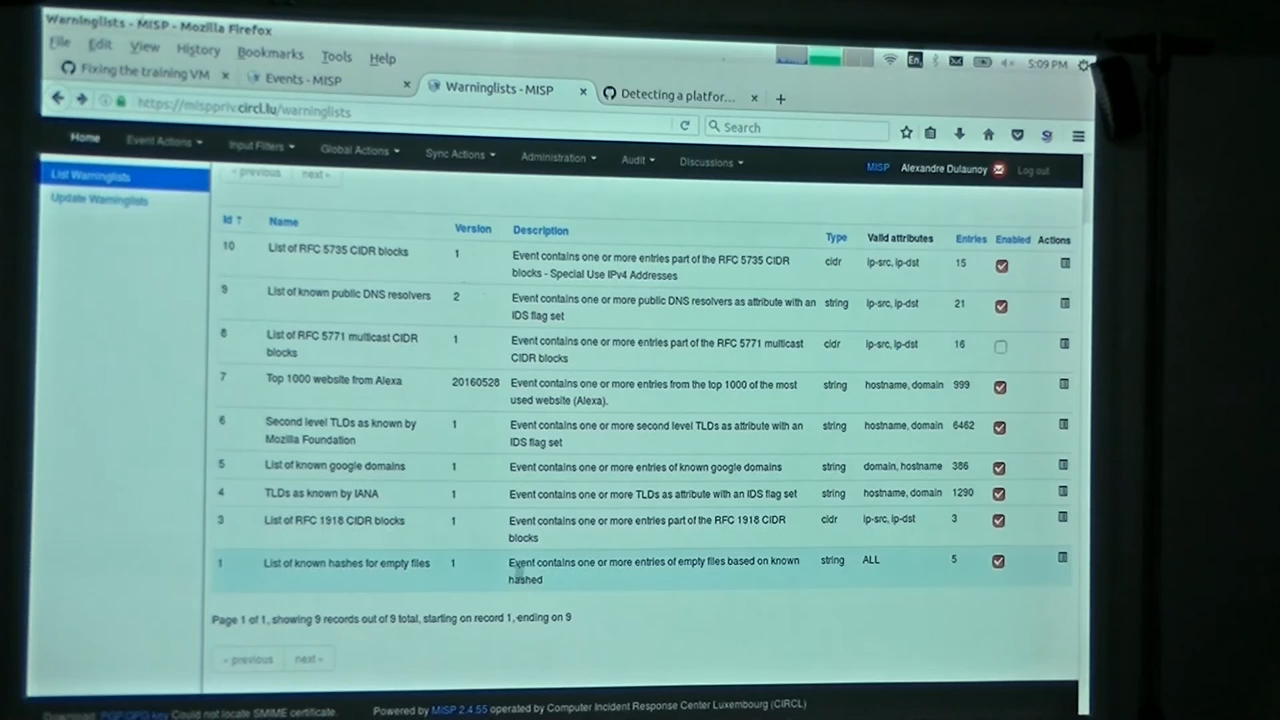 Warninglists - MISP - Mozilla Firefox
File Edit View History Bookmarks Tools Help
En 5:09 PM
Fixing the training VM × Events - MISP × Warninglists - MISP × Detecting a platfor... × +
https://misppriv.circl.lu/warninglists Search
Home Event Actions Input Filters Global Actions Sync Actions Administration Audit Discussions MISP Alexandre Dulaunoy Log out
List Warninglists
Update Warninglists
« previous next »
Id ↑ Name Version Description Type Valid attributes Entries Enabled Actions
10 List of RFC 5735 CIDR blocks 1 Event contains one or more entries part of the RFC 5735 CIDR cidr ip-src, ip-dst 15
blocks - Special Use IPv4 Addresses
9 List of known public DNS resolvers 2 Event contains one or more public DNS resolvers as attribute with an string ip-src, ip-dst 21
IDS flag set
8 List of RFC 5771 multicast CIDR 1 Event contains one or more entries part of the RFC 5771 multicast cidr ip-src, ip-dst 16
blocks CIDR blocks
7 Top 1000 website from Alexa 20160528 Event contains one or more entries from the top 1000 of the most string hostname, domain 999
used website (Alexa).
6 Second level TLDs as known by 1 Event contains one or more second level TLDs as attribute with an string hostname, domain 6462
Mozilla Foundation IDS flag set
5 List of known google domains 1 Event contains one or more entries of known google domains string domain, hostname 386
4 TLDs as known by IANA 1 Event contains one or more TLDs as attribute with an IDS flag set string hostname, domain 1290
3 List of RFC 1918 CIDR blocks 1 Event contains one or more entries part of the RFC 1918 CIDR cidr ip-src, ip-dst 3
blocks
1 List of known hashes for empty files 1 Event contains one or more entries of empty files based on known string ALL 5
hashed
Page 1 of 1, showing 9 records out of 9 total, starting on record 1, ending on 9
« previous next »
Download: PGP/GPG key Could not locate SMIME certificate. Powered by MISP 2.4.55 operated by Computer Incident Response Center Luxembourg (CIRCL)